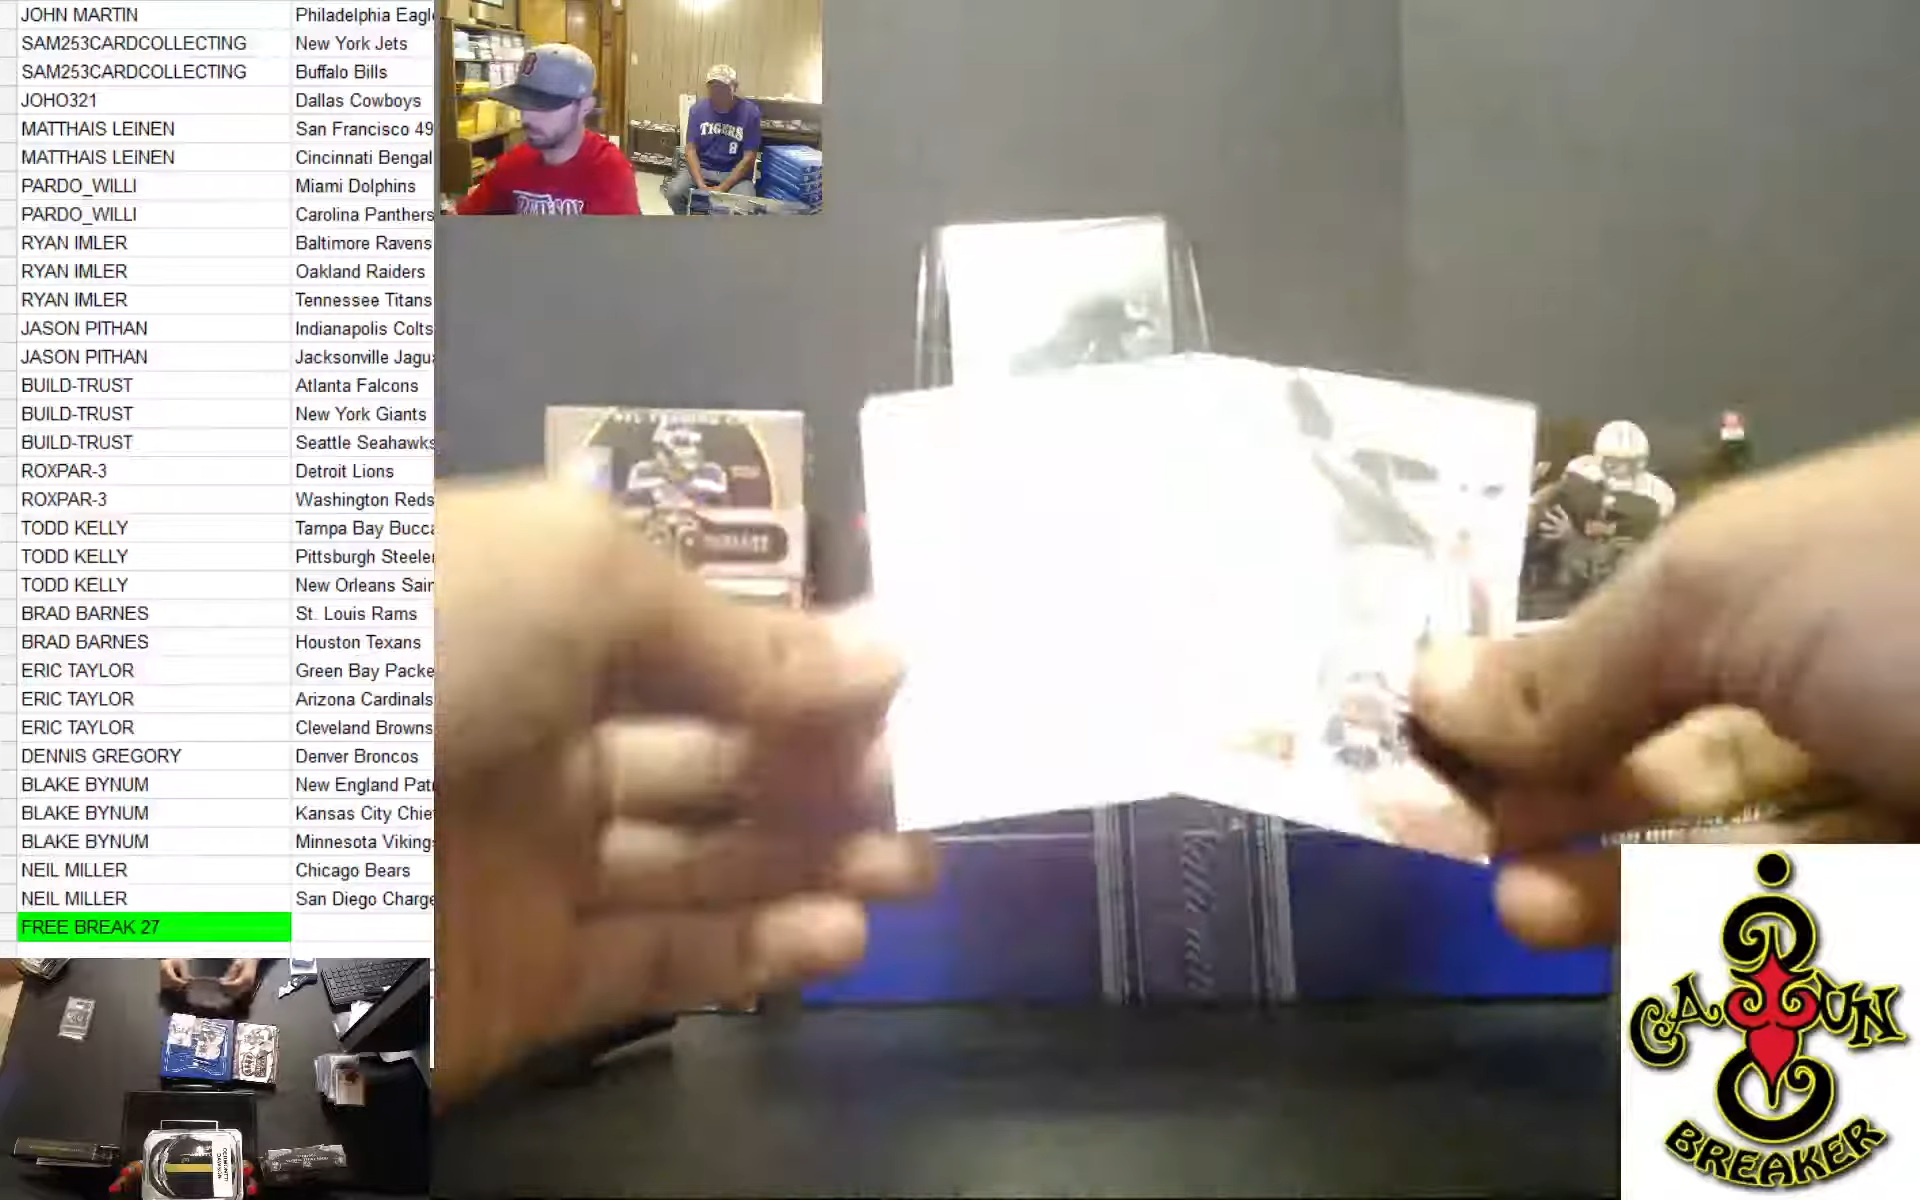 JOHN MARTIN Philadelphia Eagl
SAM253CARDCOLLECTING New York Jets
SAM253CARDCOLLECTING Buffalo Bills
JOHO321 Dallas Cowboys
MATTHAIS LEINEN San Francisco 49
MATTHAIS LEINEN Cincinnati Bengal
PARDO_WILLI Miami Dolphins
PARDO_WILLI Carolina Panthers
RYAN IMLER Baltimore Ravens
RYAN IMLER Oakland Raiders
RYAN IMLER Tennessee Titans
JASON PITHAN Indianapolis Colts
JASON PITHAN Jacksonville Jagu
BUILD-TRUST Atlanta Falcons
BUILD-TRUST New York Giants
BUILD-TRUST Seattle Seahawks
ROXPAR-3 Detroit Lions
ROXPAR-3 Washington Reds
TODD KELLY Tampa Bay Bucca
TODD KELLY Pittsburgh Steele
TODD KELLY New Orleans Sain
BRAD BARNES St. Louis Rams
BRAD BARNES Houston Texans
ERIC TAYLOR Green Bay Packe
ERIC TAYLOR Arizona Cardinals
ERIC TAYLOR Cleveland Browns
DENNIS GREGORY Denver Broncos
BLAKE BYNUM New England Patr
BLAKE BYNUM Kansas City Chief
BLAKE BYNUM Minnesota Vikings
NEIL MILLER Chicago Bears
NEIL MILLER San Diego Charge
FREE BREAK 27
TIGERS
8
B
RED SOX
CAJUN
BREAKER